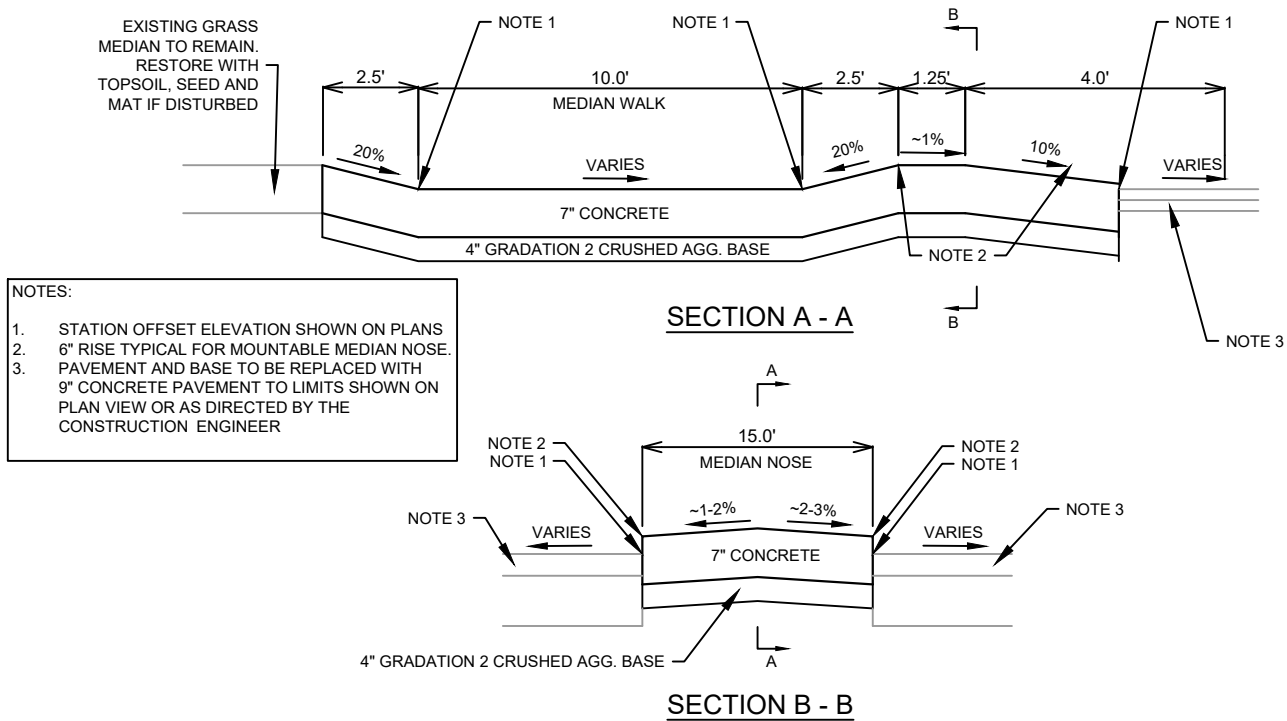 EXISTING GRASS
MEDIAN TO REMAIN.
RESTORE WITH
TOPSOIL, SEED AND
MAT IF DISTURBED
NOTE 1
NOTE 1
B
NOTE 1
2.5'
10.0'
2.5'
1.25'
4.0'
MEDIAN WALK
20%
VARIES
20%
~1%
10%
VARIES
7" CONCRETE
4" GRADATION 2 CRUSHED AGG. BASE
NOTE 2
B
NOTE 3
SECTION A - A
NOTES:
1. STATION OFFSET ELEVATION SHOWN ON PLANS
2. 6" RISE TYPICAL FOR MOUNTABLE MEDIAN NOSE.
3. PAVEMENT AND BASE TO BE REPLACED WITH
9" CONCRETE PAVEMENT TO LIMITS SHOWN ON
PLAN VIEW OR AS DIRECTED BY THE
CONSTRUCTION ENGINEER
A
15.0'
MEDIAN NOSE
NOTE 2
NOTE 1
NOTE 2
NOTE 1
NOTE 3
VARIES
~1-2%
~2-3%
VARIES
NOTE 3
7" CONCRETE
4" GRADATION 2 CRUSHED AGG. BASE
A
SECTION B - B